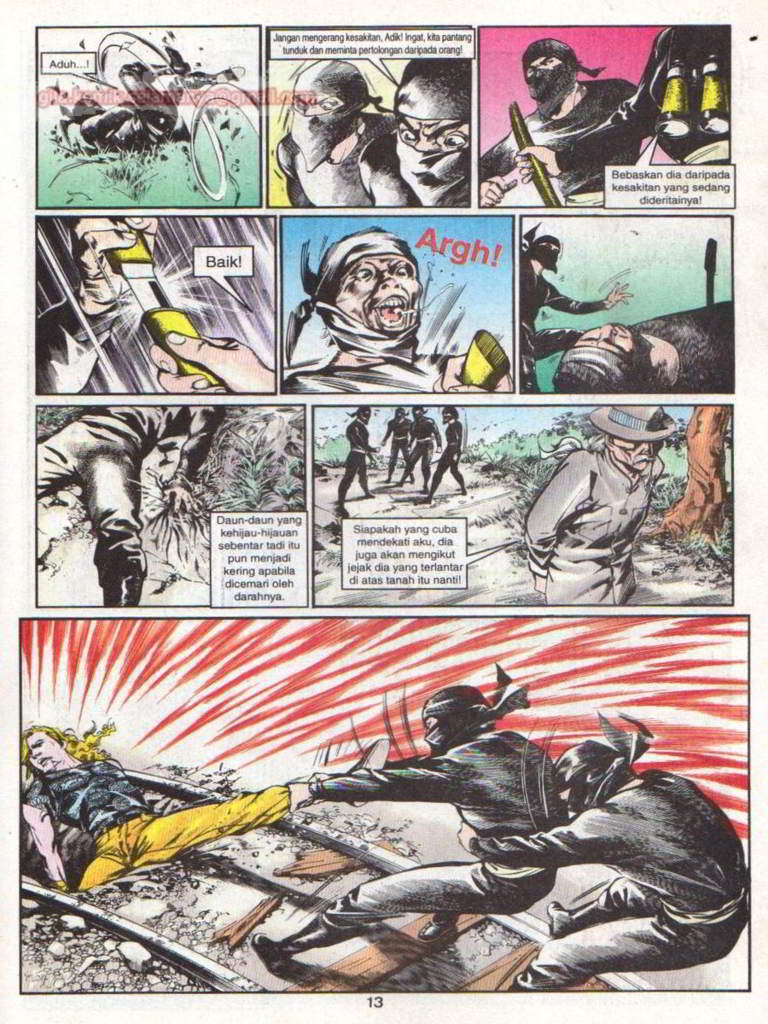 Aduh...!
Jangan mengerang kesakitan, Adik! Ingat, kita pantang
tunduk dan meminta pertolongan daripada orang!
Bebaskan dia daripada
kesakitan yang sedang
dideritainya!
Baik!
Argh!
Daun-daun yang
kehijau-hijauan
sebentar tadi itu
pun menjadi
kering apabila
dicemari oleh
darahnya.
Siapakah yang cuba
mendekati aku, dia
juga akan mengikut
jejak dia yang terlantar
di atas tanah itu nanti!
13